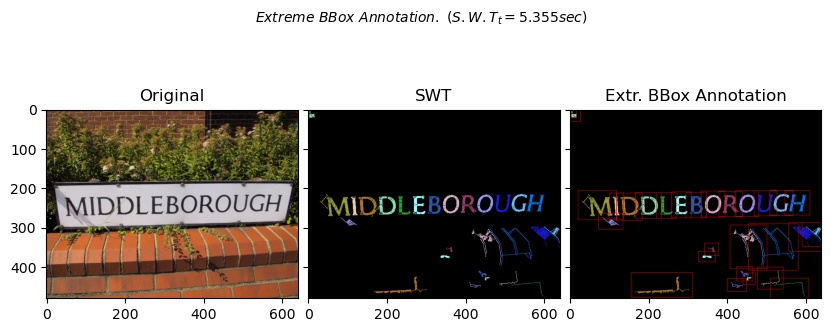 Extreme BBox Annotation. (S.W.T_t = 5.355sec)
Original
SWT
Extr. BBox Annotation
0
100
200
300
400
MIDDLEBOROUGH
MIDDLEBOROUGH
MIDDLEBOROUGH
0 200 400 600
0 200 400 600
0 200 400 600